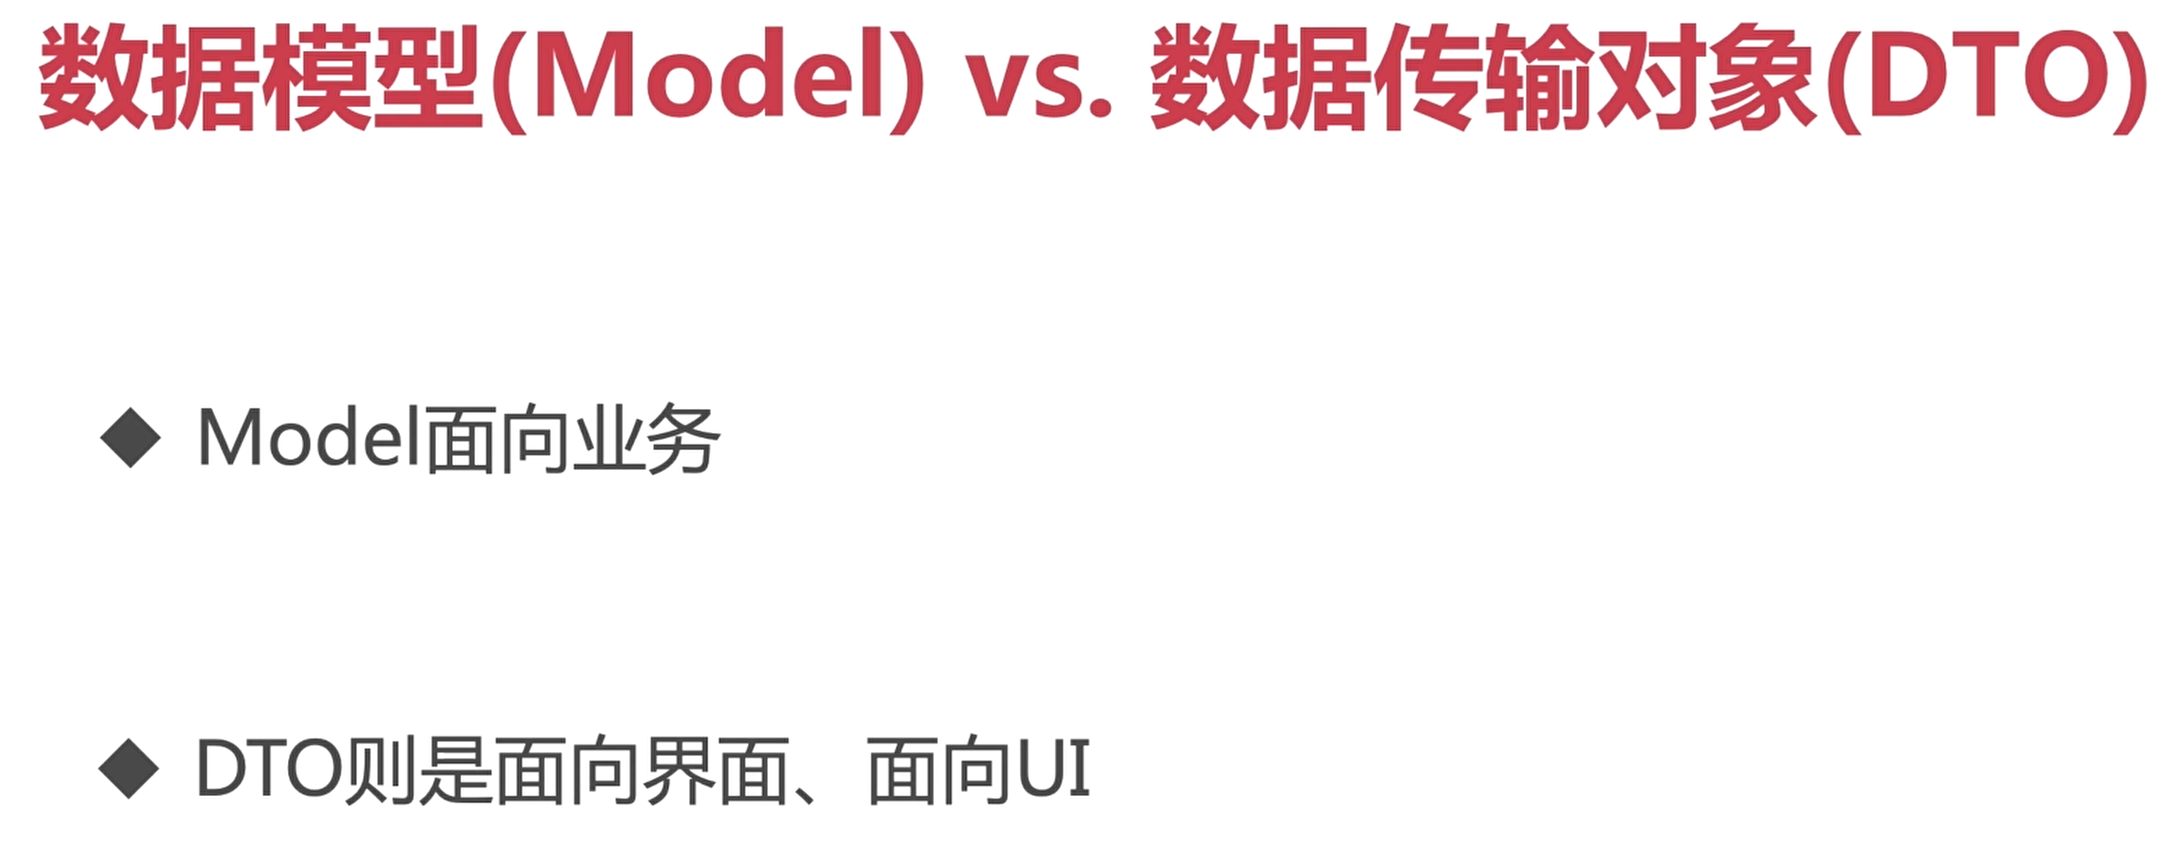 数据模型(Model) vs. 数据传输对象(DTO)
◆ Model面向业务
◆ DTO则是面向界面、面向UI